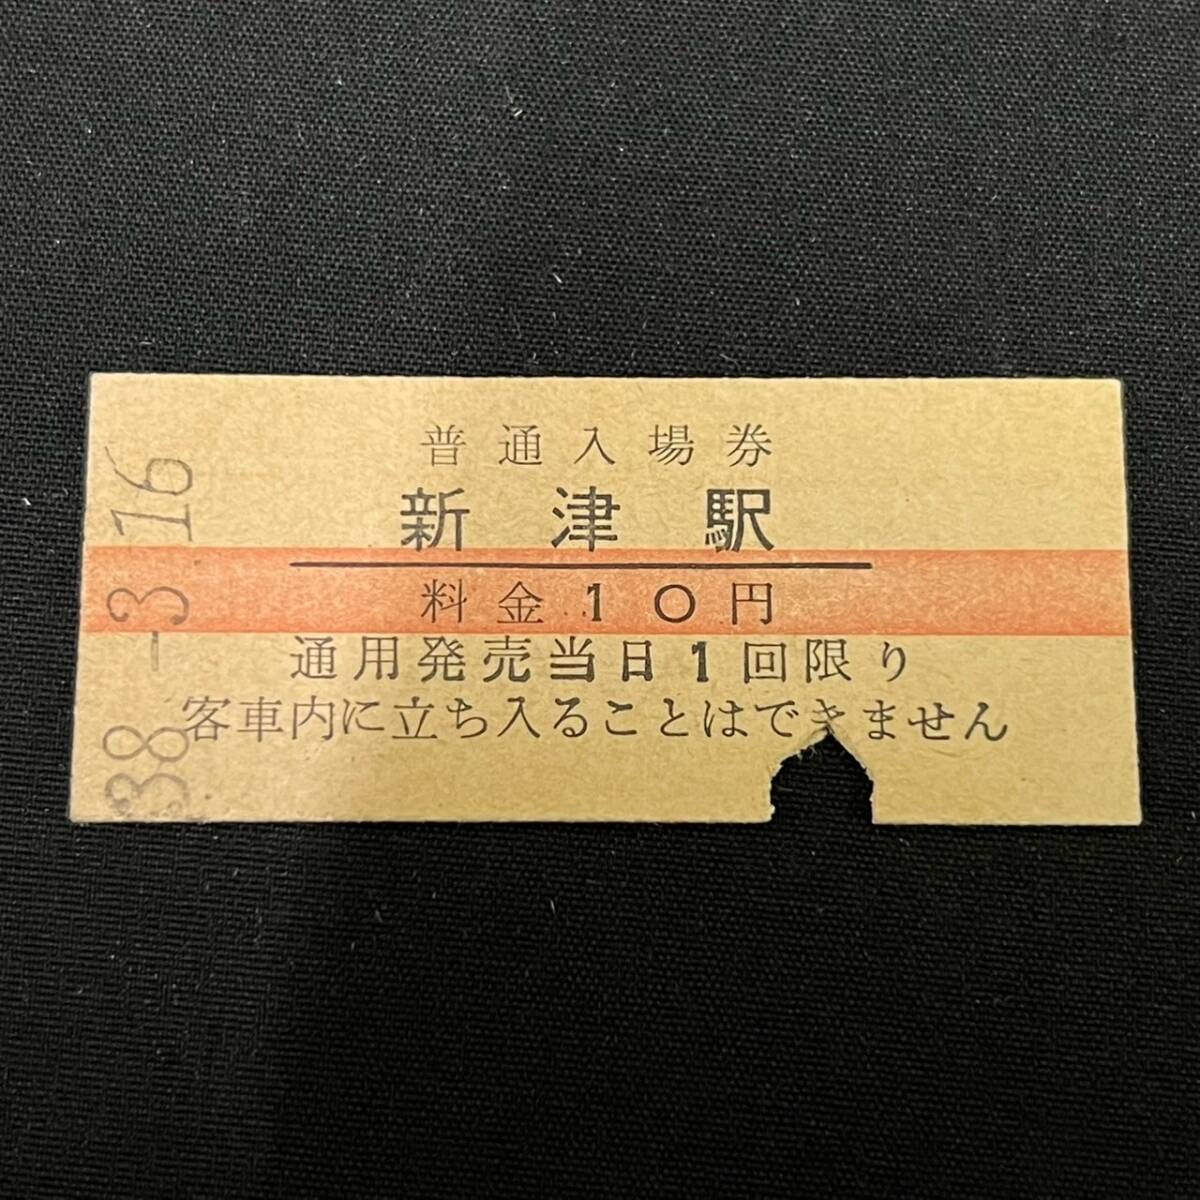 普通入場券
新津駅
料金10円
通用発売当日1回限り
客車内に立ち入ることはできません
38-3 16